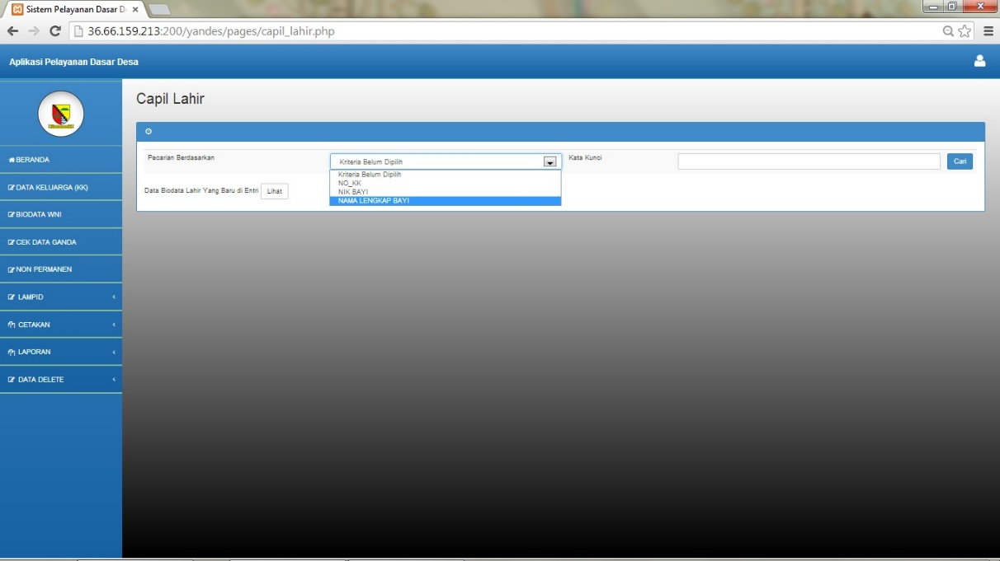 Sistem Pelayanan Dasar D
36.66.159.213:200/yandes/pages/capil_lahir.php
Aplikasi Pelayanan Dasar Desa
BERANDA
DATA KELUARGA (KK)
BIODATA WNI
CEK DATA GANDA
NON PERMANEN
LAMPID
CETAKAN
LAPORAN
DATA DELETE
Capil Lahir
Pecarian Berdasarkan
Kriteria Belum Dipilih
Kriteria Belum Dipilih
NO_KK
NIK BAYI
NAMA LENGKAP BAYI
Kata Kunci
Cari
Data Biodata Lahir Yang Baru di Entri Lihat